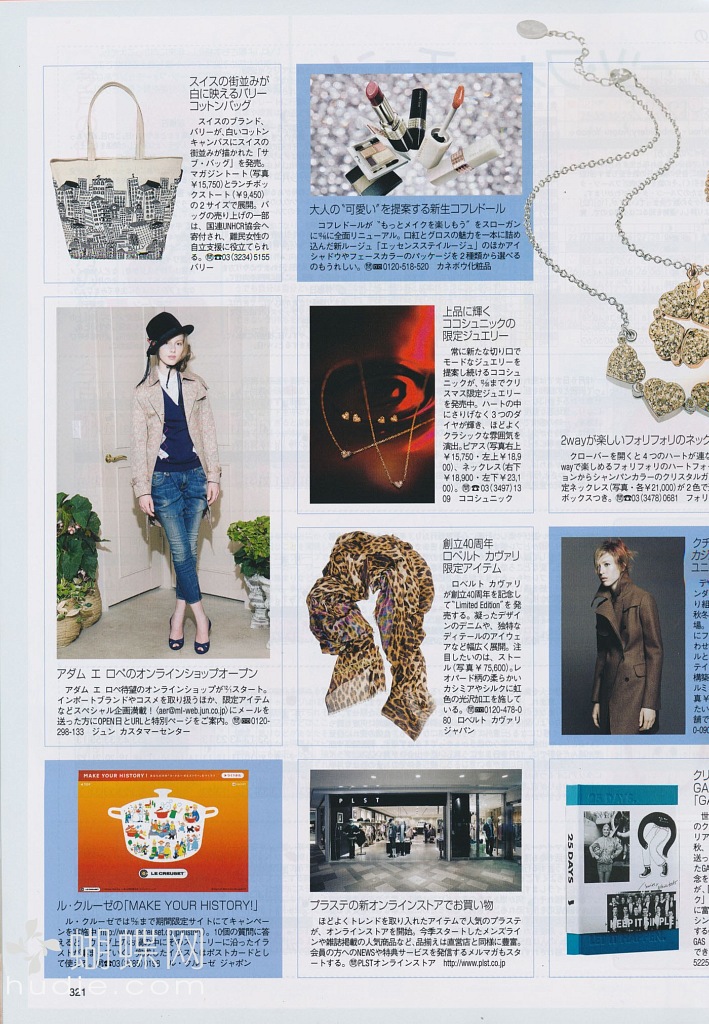 スイスの街並みが
白に映えるバリー
コットンバッグ
スイスのブランド、
バリーが、白いコットン
キャンバスにスイスの
街並みが描かれた「サ
ブ・バッグ」を発売。
マガジントート(写真
¥15,750)とランチボッ
クストート(¥9,450)
の2サイズで展開。バ
ッグの売り上げの一部
は、国連UNHCR協会へ
寄付され、難民女性の
自立支援に役立てられ
る。㉄☎03(3234)5155
バリー
大人の“可愛い”を提案する新生コフレドール
コフレドールが“もっとメイクを楽しもう”をスローガン
に全面リニューアル。口紅とグロスの魅力を一本に詰め
込んだ新ルージュ「エッセンスステイルージュ」のほかアイ
シャドウやフェースカラーのパッケージを2種類から選べる
のもうれしい。0120-518-520 カネボウ化粧品
2wayが楽しいフォリフォリのネック
クローバーを開くと4つのハートが連な
wayで楽しめるフォリフォリのハートフォー
ョンからシャンパンカラーのクリスタルガ
定ネックレス(写真・各¥21,000)が2色で
ボックスつき。☎03(3478)0681 フォリ
アダム エ ロペのオンラインショップオープン
アダム エ ロペ待望のオンラインショップがスタート。
インポートブランドやコスメを取り扱うほか、限定アイテム
などスペシャル企画満載!(aer@ml-web.jun.co.jp)にメールを
送った方にOPEN日とURLと特別ページをご案内。0120-
298-133 ジュン カスタマーセンター
上品に輝く
ココシュニックの
限定ジュエリー
常に新たな切り口で
モードなジュエリーを
提案し続けるココシュ
ニックが、までクリ
スマス限定ジュエリー
を発売中。ハートの中
にさりげなく3つのダ
イヤが輝き、ほどよく
クラシックな雰囲気を
演出。ピアス(写真右上
¥15,750・左上¥18,9
00)、ネックレス(右下
¥18,900・左下¥23,1
00)。☎03(3497)13
09 ココシュニック
創立40周年
ロベルト カヴァリ
限定アイテム
ロベルト カヴァリ
が創立40周年を記念し
て“Limited Edition”を発
売する。凝ったデザイ
ンのデニムや、独特な
ディテールのアイウェ
アなど幅広く展開。注
目したいのは、ストー
ル(写真¥75,600)。レ
オパード柄の柔らかい
カシミアやシルクに虹
色の光沢加工を施して
いる。0120-478-0
80 ロベルト カヴァリ
ジャパン
MAKE YOUR HISTORY!
LE CREUSET
ル・クルーゼの「MAKE YOUR HISTORY!」
ル・クルーゼではまで期間限定サイトにてキャンペー
プラステの新オンラインストアでお買い物
ほどよくトレンドを取り入れたアイテムで人気のプラステ
が、オンラインストアを開始。今季スタートしたメンズライ
ンや雑誌掲載の人気商品など、品揃えは直営店と同様に豊富。
会員の方へのNEWSや特典サービスを発信するメルマガもスタ
ートする。PLSTオンラインストア http://www.plst.co.jp
PLST
25 DAYS
25 DAYS
KEEP IT SIMPLE
蝴蝶网
hudie.com
321